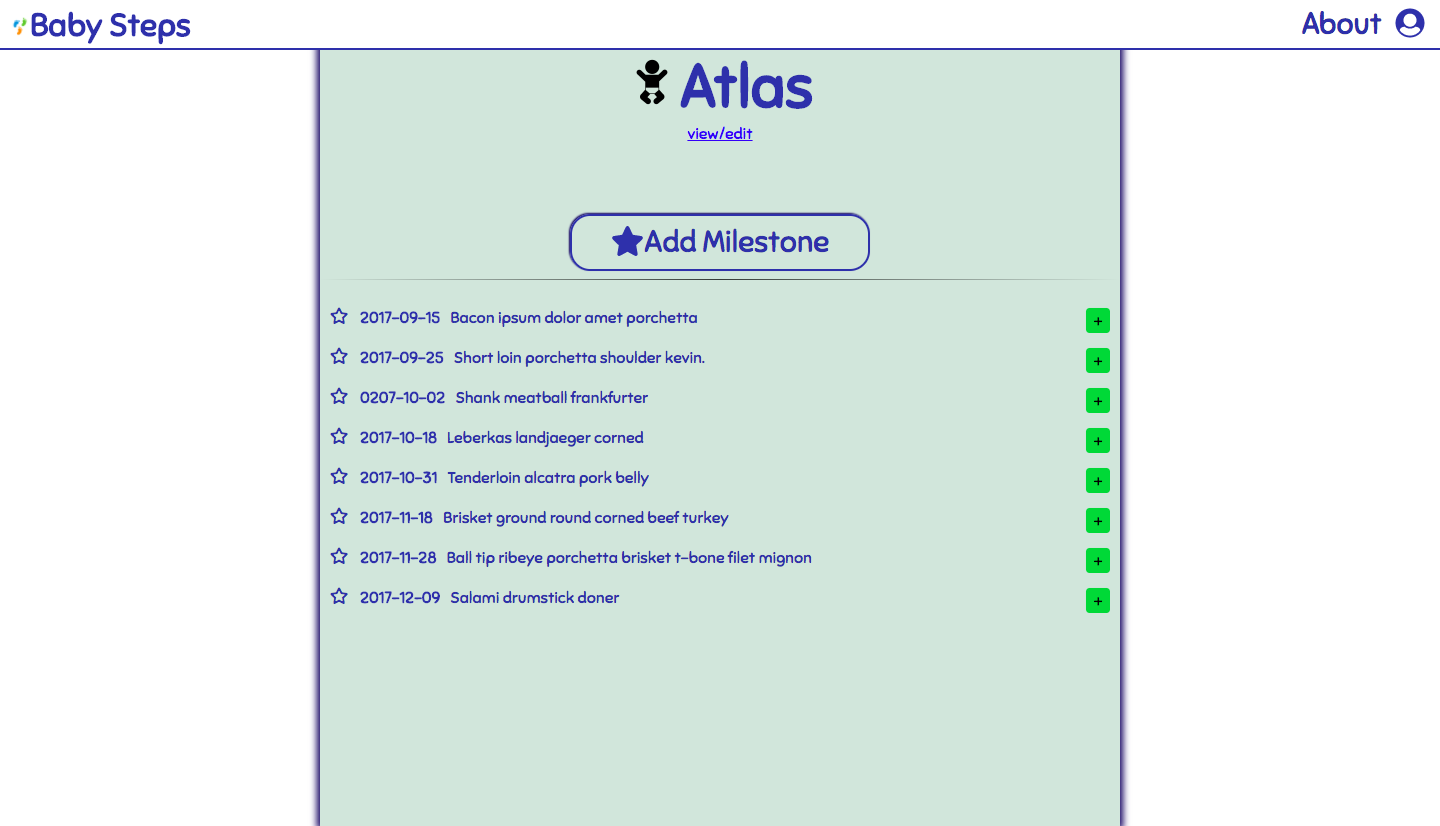 Baby Steps
About
Atlas
view/edit
Add Milestone
2017-09-15 Bacon ipsum dolor amet porchetta +
2017-09-25 Short loin porchetta shoulder kevin. +
0207-10-02 Shank meatball frankfurter +
2017-10-18 Leberkas landjaeger corned +
2017-10-31 Tenderloin alcatra pork belly +
2017-11-18 Brisket ground round corned beef turkey +
2017-11-28 Ball tip ribeye porchetta brisket t-bone filet mignon +
2017-12-09 Salami drumstick doner +